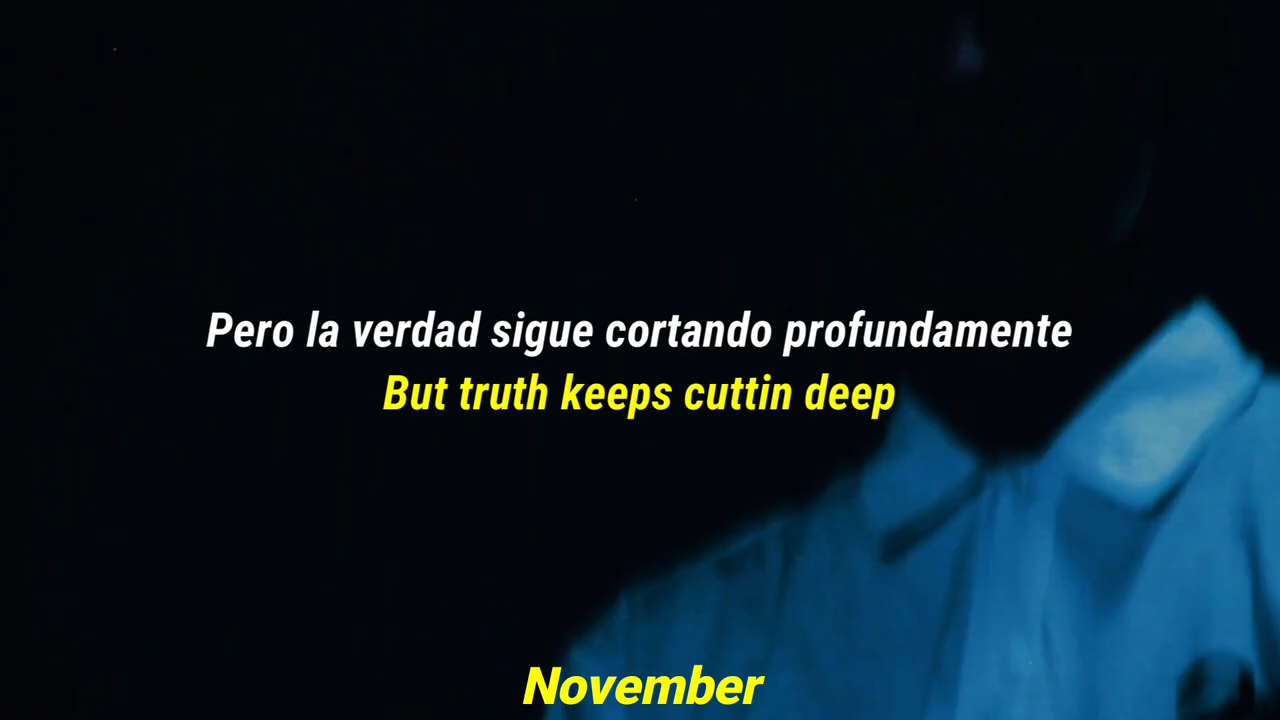 Pero la verdad sigue cortando profundamente
But truth keeps cuttin deep
November